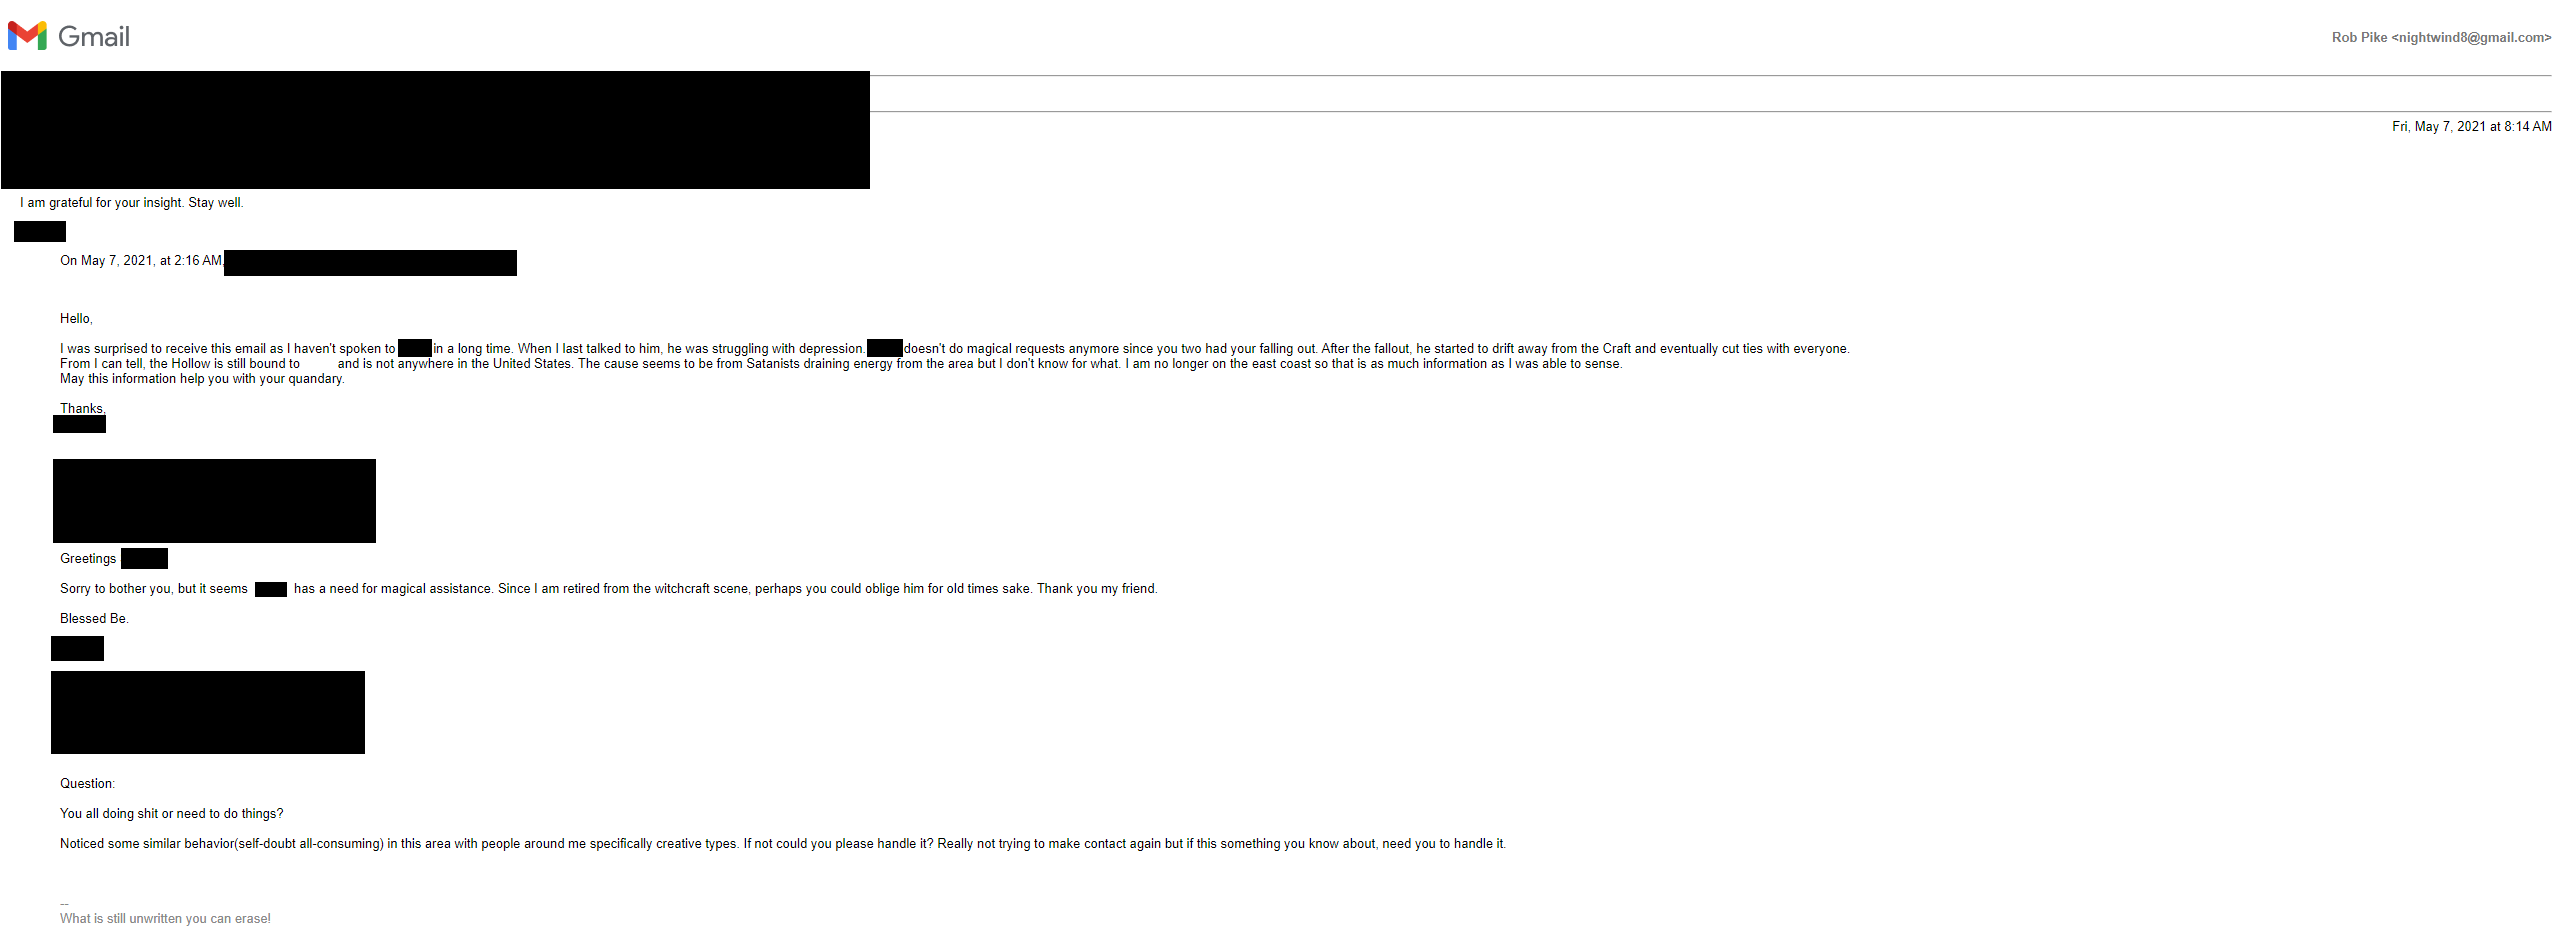 Gmail
Rob Pike <nightwind8@gmail.com>
Fri, May 7, 2021 at 8:14 AM
I am grateful for your insight. Stay well.
On May 7, 2021, at 2:16 AM,
Hello,
I was surprised to receive this email as I haven't spoken to in a long time. When I last talked to him, he was struggling with depression. doesn't do magical requests anymore since you two had your falling out. After the fallout, he started to drift away from the Craft and eventually cut ties with everyone.
From I can tell, the Hollow is still bound to and is not anywhere in the United States. The cause seems to be from Satanists draining energy from the area but I don't know for what. I am no longer on the east coast so that is as much information as I was able to sense.
May this information help you with your quandary.
Thanks,
Greetings
Sorry to bother you, but it seems has a need for magical assistance. Since I am retired from the witchcraft scene, perhaps you could oblige him for old times sake. Thank you my friend.
Blessed Be.
Question:
You all doing shit or need to do things?
Noticed some similar behavior(self-doubt all-consuming) in this area with people around me specifically creative types. If not could you please handle it? Really not trying to make contact again but if this something you know about, need you to handle it.
--
What is still unwritten you can erase!